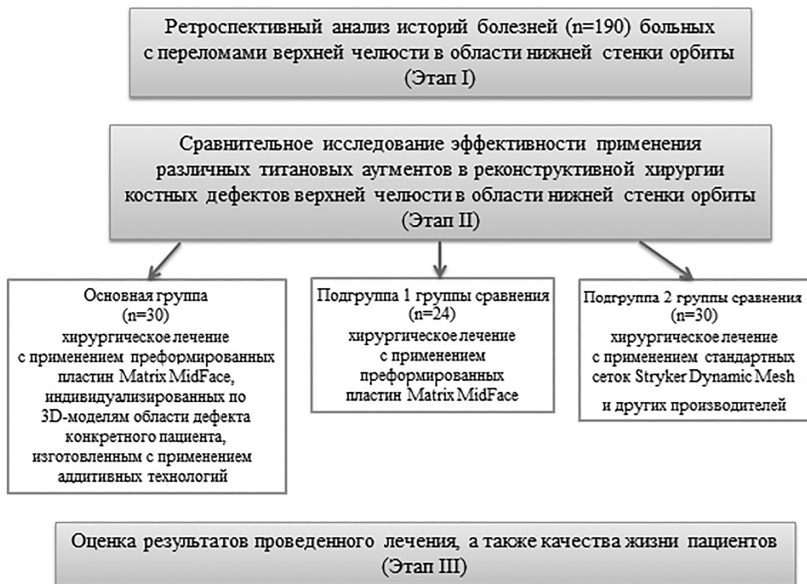 Ретроспективный анализ историй болезней (n=190) больных
с переломами верхней челюсти в области нижней стенки орбиты
(Этап I)
Сравнительное исследование эффективности применения
различных титановых аугментов в реконструктивной хирургии
костных дефектов верхней челюсти в области нижней стенки орбиты
(Этап II)
Основная группа
(n=30)
хирургическое лечение
с применением преформированных
пластин Matrix MidFace,
индивидуализированных по
3D-моделям области дефекта
конкретного пациента,
изготовленным с применением
аддитивных технологий
Подгруппа 1 группы сравнения
(n=24)
хирургическое лечение
с применением
преформированных
пластин Matrix MidFace
Подгруппа 2 группы сравнения
(n=30)
хирургическое лечение
с применением стандартных
сеток Stryker Dynamic Mesh
и других производителей
Оценка результатов проведенного лечения, а также качества жизни пациентов
(Этап III)